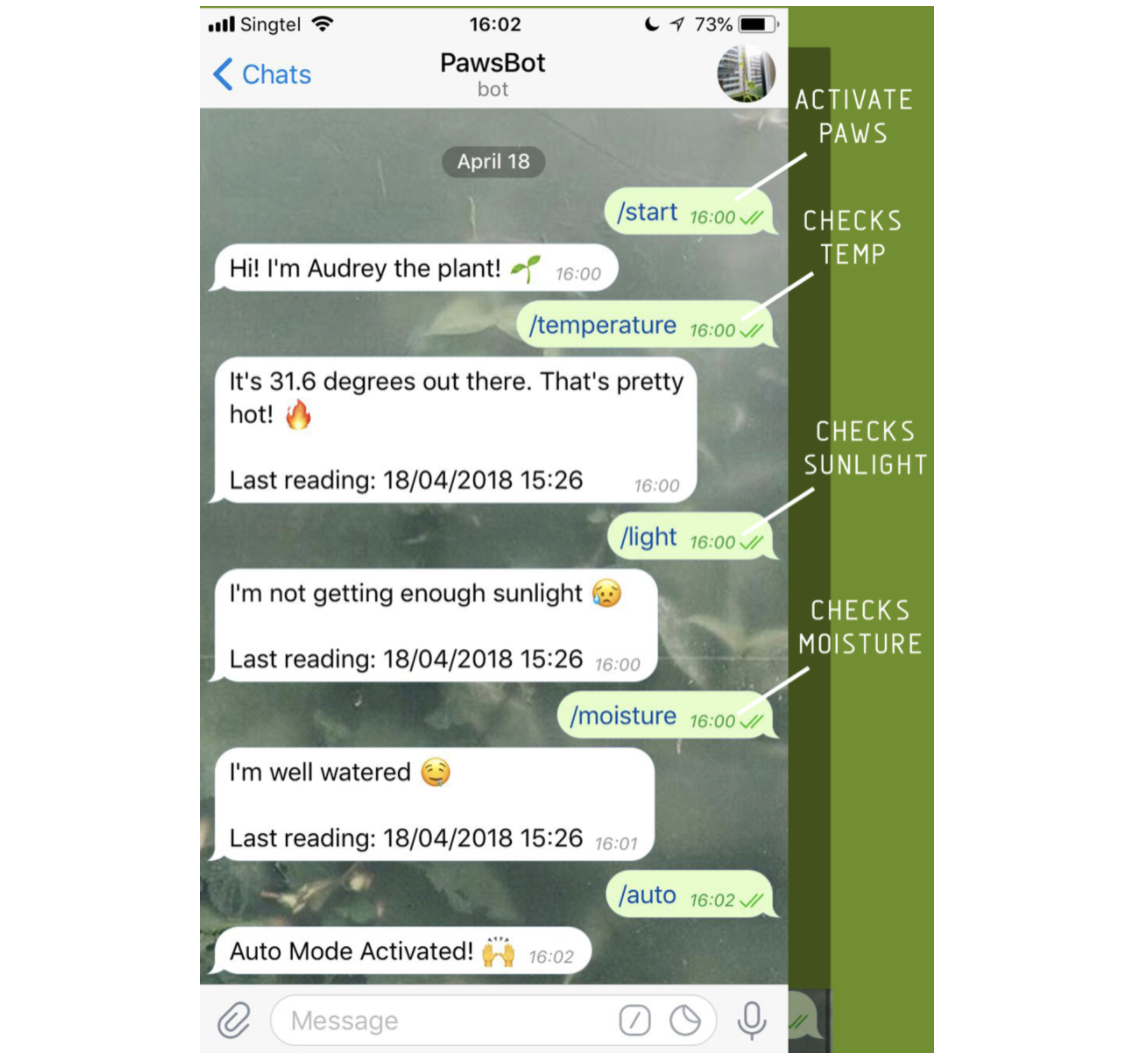 Singtel 16:02 73%
Chats PawsBot
bot
ACTIVATE
PAWS
April 18
/start 16:00
Hi! I'm Audrey the plant! 🌱 16:00
CHECKS
TEMP
/temperature 16:00
It's 31.6 degrees out there. That's pretty
hot! 🔥
Last reading: 18/04/2018 15:26 16:00
CHECKS
SUNLIGHT
/light 16:00
I'm not getting enough sunlight 😥
Last reading: 18/04/2018 15:26 16:00
CHECKS
MOISTURE
/moisture 16:00
I'm well watered 🤤
Last reading: 18/04/2018 15:26 16:01
/auto 16:02
Auto Mode Activated! 🙌 16:02
Message